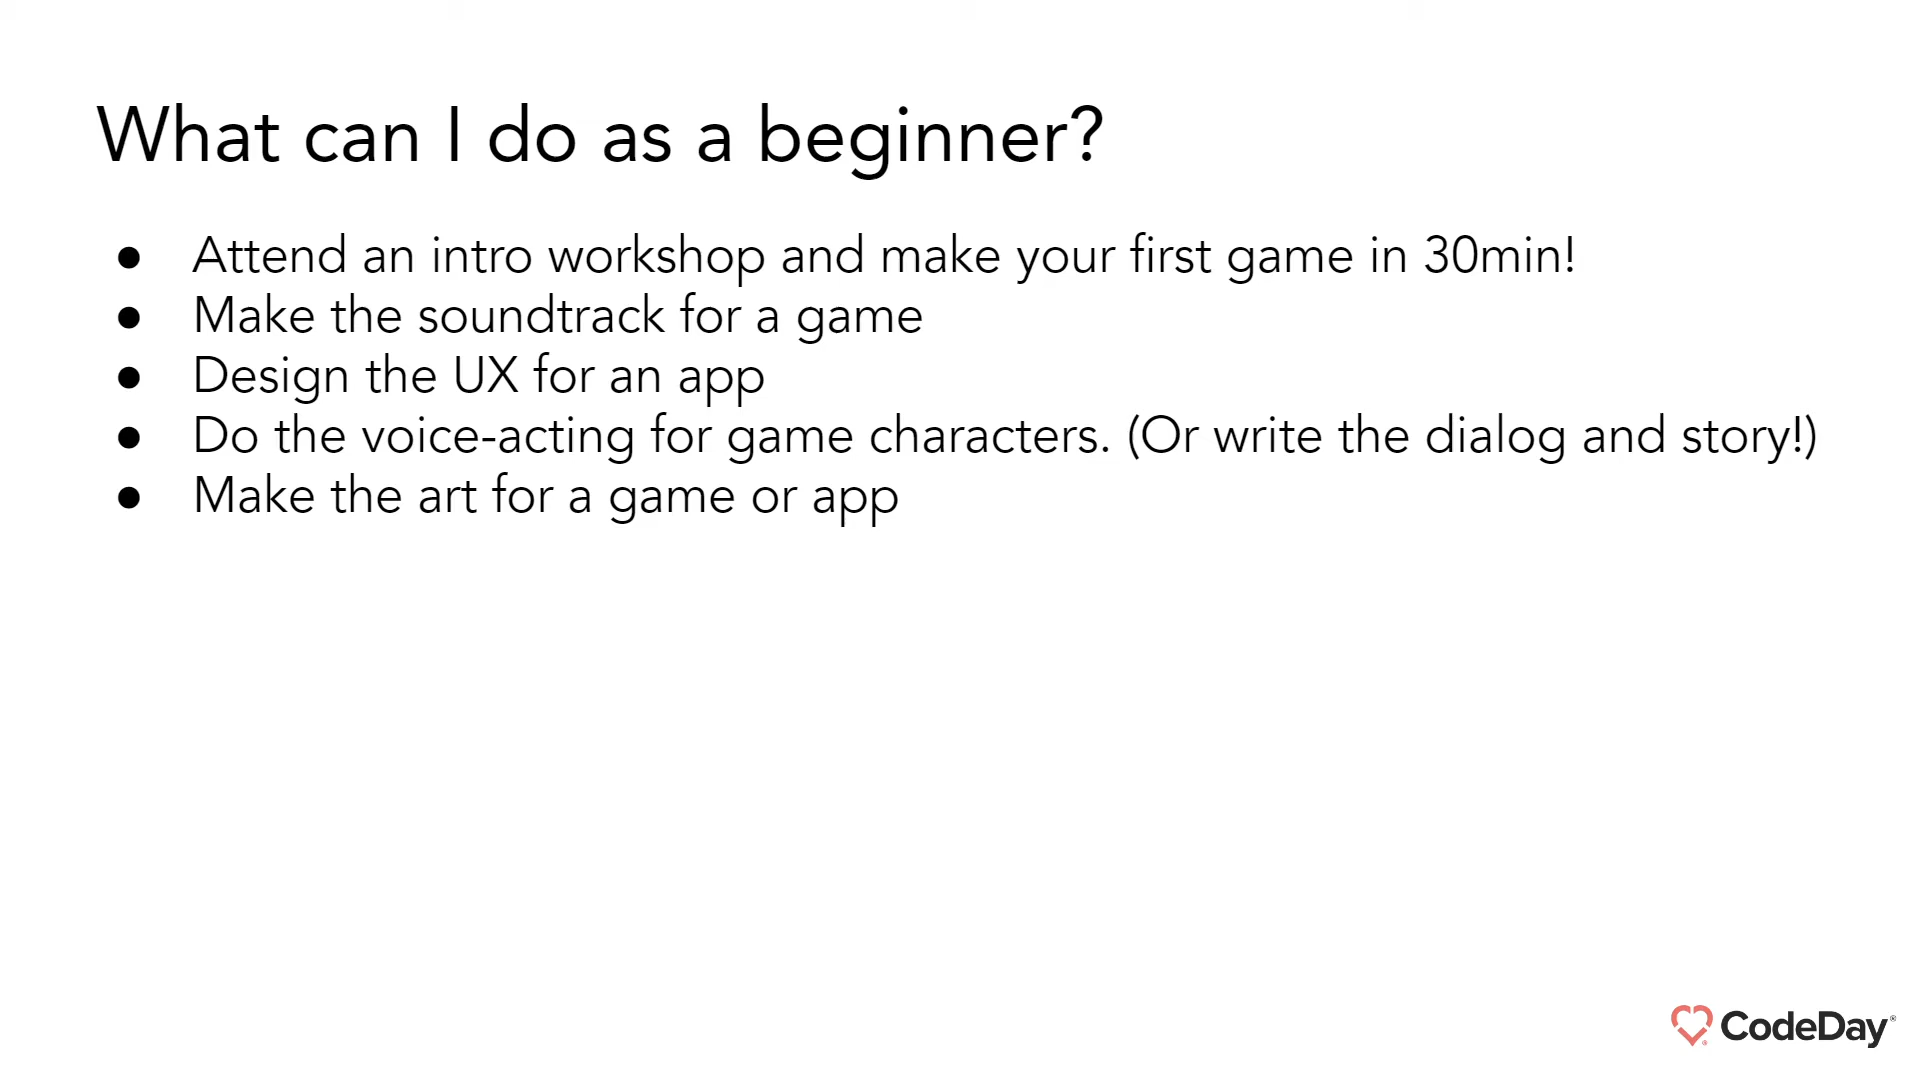 What can I do as a beginner?
● Attend an intro workshop and make your first game in 30min!
● Make the soundtrack for a game
● Design the UX for an app
● Do the voice-acting for game characters. (Or write the dialog and story!)
● Make the art for a game or app
CodeDay®